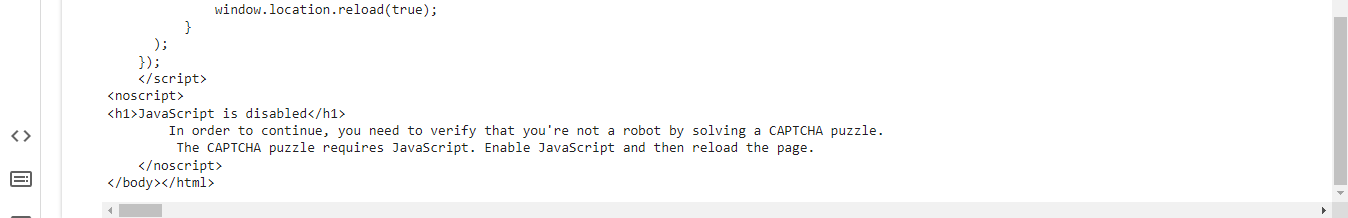 window.location.reload(true);
}
);
});
</script>
<noscript>
<h1>JavaScript is disabled</h1>
In order to continue, you need to verify that you're not a robot by solving a CAPTCHA puzzle.
The CAPTCHA puzzle requires JavaScript. Enable JavaScript and then reload the page.
</noscript>
</body></html>